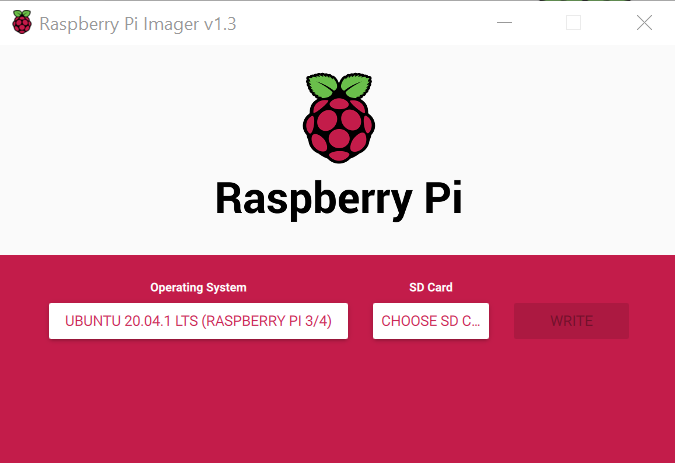 Raspberry Pi Imager v1.3
Raspberry Pi
Operating System
SD Card
UBUNTU 20.04.1 LTS (RASPBERRY PI 3/4)
CHOOSE SD C...
WRITE